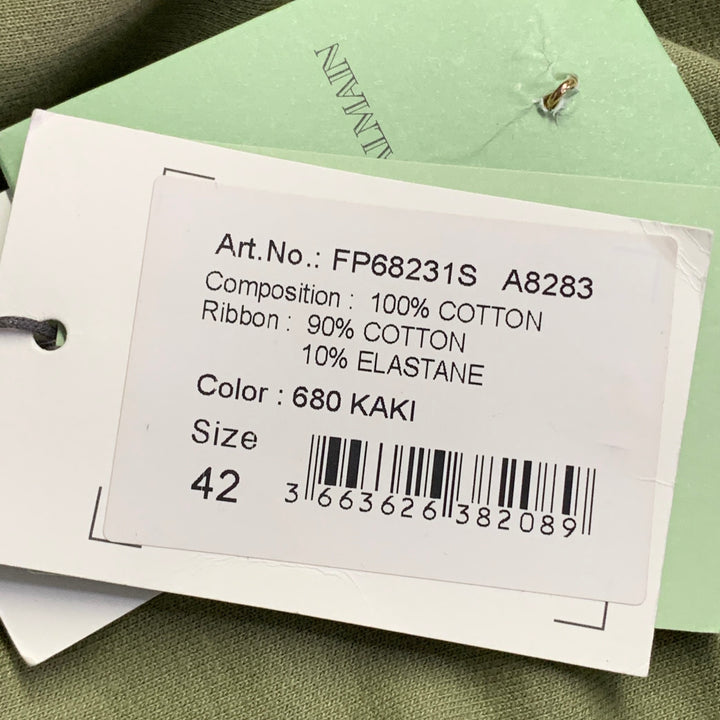 ALMAIN
Art.No.: FP68231S A8283
Composition : 100% COTTON
Ribbon : 90% COTTON
10% ELASTANE
Color : 680 KAKI
Size
42
3 663626 382089